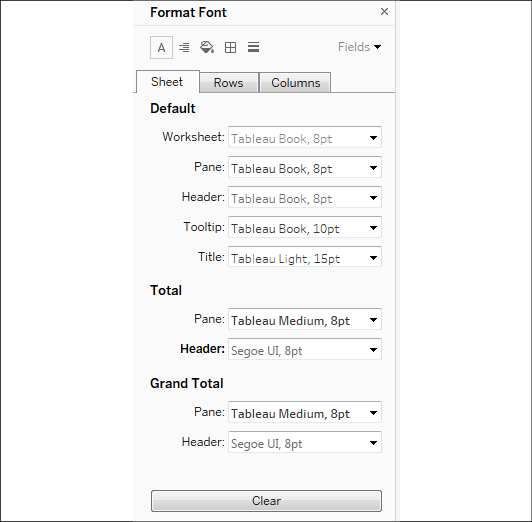 Format Font ×
A Fields
Sheet Rows Columns
Default
Worksheet: Tableau Book, 8pt
Pane: Tableau Book, 8pt
Header: Tableau Book, 8pt
Tooltip: Tableau Book, 10pt
Title: Tableau Light, 15pt
Total
Pane: Tableau Medium, 8pt
Header: Segoe UI, 8pt
Grand Total
Pane: Tableau Medium, 8pt
Header: Segoe UI, 8pt
Clear